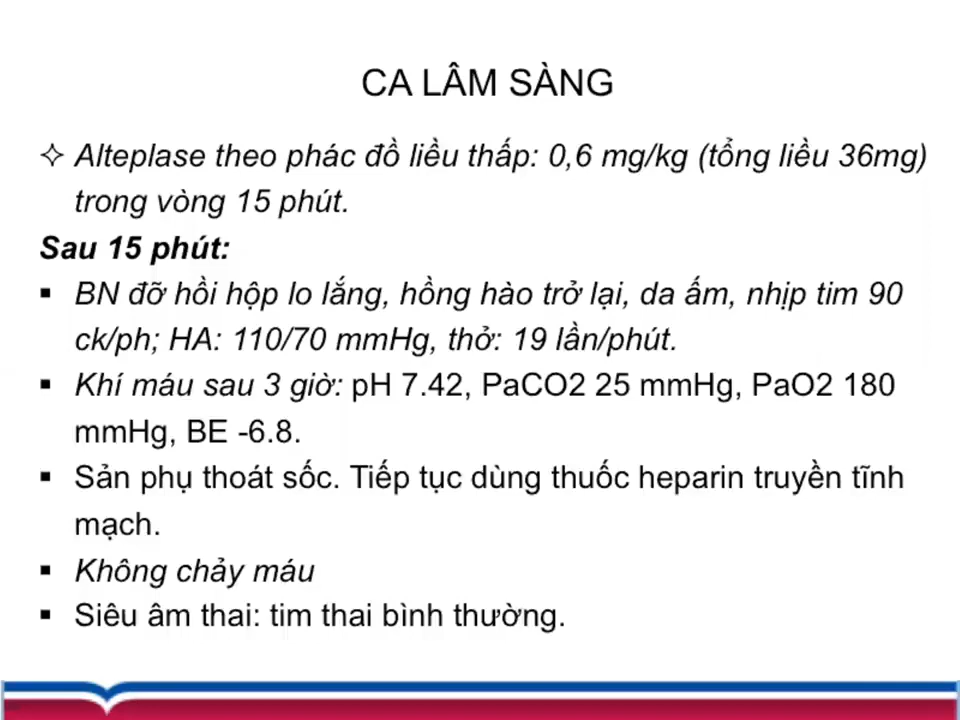 CA LÂM SÀNG
✧ Alteplase theo phác đồ liều thấp: 0,6 mg/kg (tổng liều 36mg)
trong vòng 15 phút.
Sau 15 phút:
▪ BN đỡ hồi hộp lo lắng, hồng hào trở lại, da ấm, nhịp tim 90
ck/ph; HA: 110/70 mmHg, thở: 19 lần/phút.
▪ Khí máu sau 3 giờ: pH 7.42, PaCO2 25 mmHg, PaO2 180
mmHg, BE -6.8.
▪ Sản phụ thoát sốc. Tiếp tục dùng thuốc heparin truyền tĩnh
mạch.
▪ Không chảy máu
▪ Siêu âm thai: tim thai bình thường.